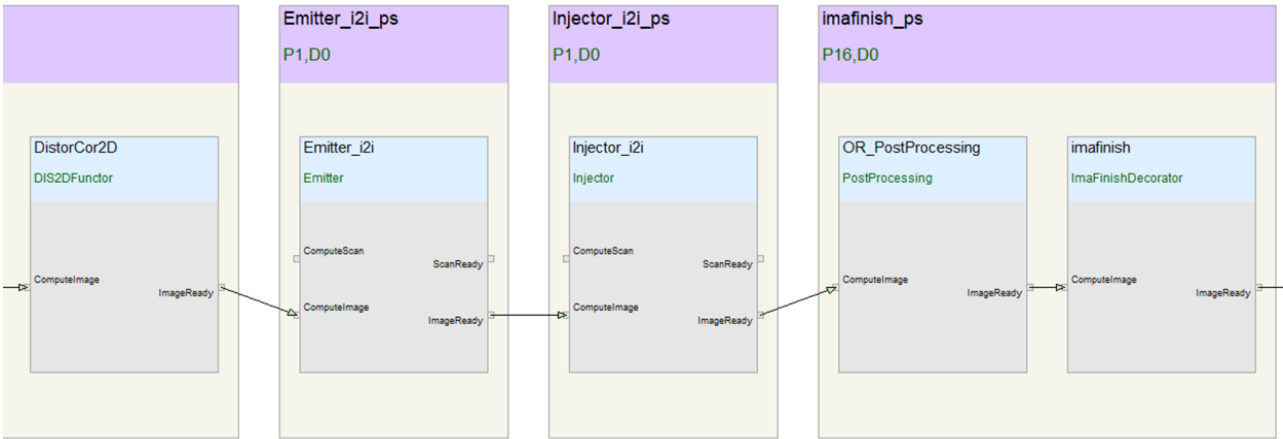 Emitter_i2i_ps
P1,D0
Injector_i2i_ps
P1,D0
imafinish_ps
P16,D0
DistorCor2D
DIS2DFunctor
ComputeImage
ImageReady
Emitter_i2i
Emitter
ComputeScan
ScanReady
ComputeImage
ImageReady
Injector_i2i
Injector
ComputeScan
ScanReady
ComputeImage
ImageReady
OR_PostProcessing
PostProcessing
ComputeImage
ImageReady
imafinish
ImaFinishDecorator
ComputeImage
ImageReady